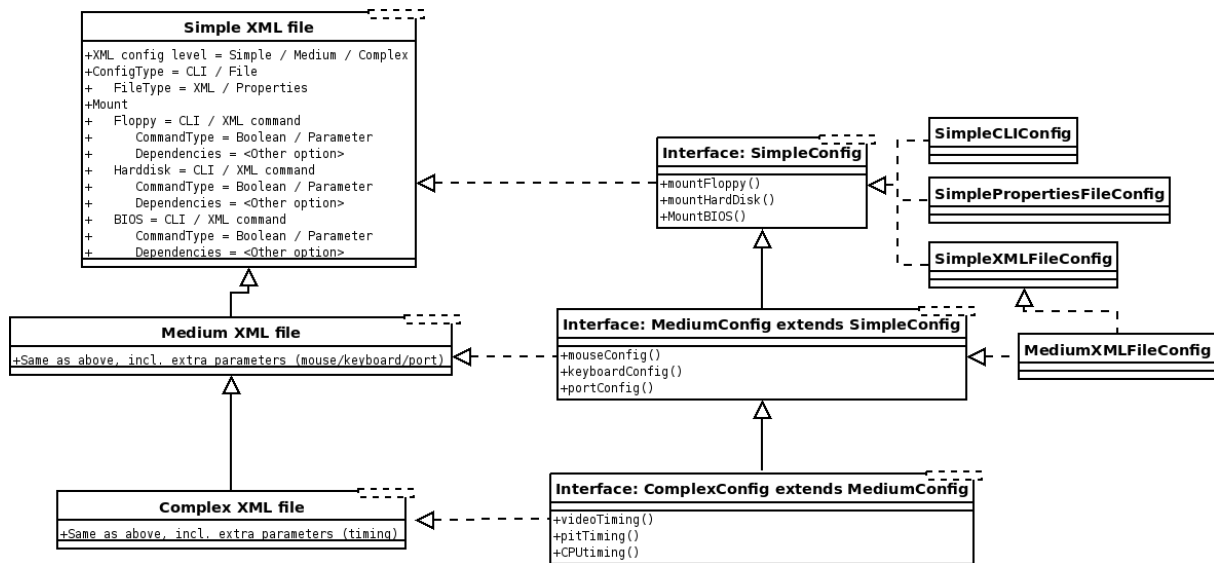 Simple XML file
+XML config level = Simple / Medium / Complex
+ConfigType = CLI / File
+   FileType = XML / Properties
+Mount
+   Floppy = CLI / XML command
+      CommandType = Boolean / Parameter
+      Dependencies = <Other option>
+   Harddisk = CLI / XML command
+      CommandType = Boolean / Parameter
+      Dependencies = <Other option>
+   BIOS = CLI / XML command
+      CommandType = Boolean / Parameter
+      Dependencies = <Other option>
Interface: SimpleConfig
+mountFloppy()
+mountHardDisk()
+MountBIOS()
SimpleCLIConfig
SimplePropertiesFileConfig
SimpleXMLFileConfig
Medium XML file
+Same as above, incl. extra parameters (mouse/keyboard/port)
Interface: MediumConfig extends SimpleConfig
+mouseConfig()
+keyboardConfig()
+portConfig()
MediumXMLFileConfig
Complex XML file
+Same as above, incl. extra parameters (timing)
Interface: ComplexConfig extends MediumConfig
+videoTiming()
+pitTiming()
+CPUtiming()